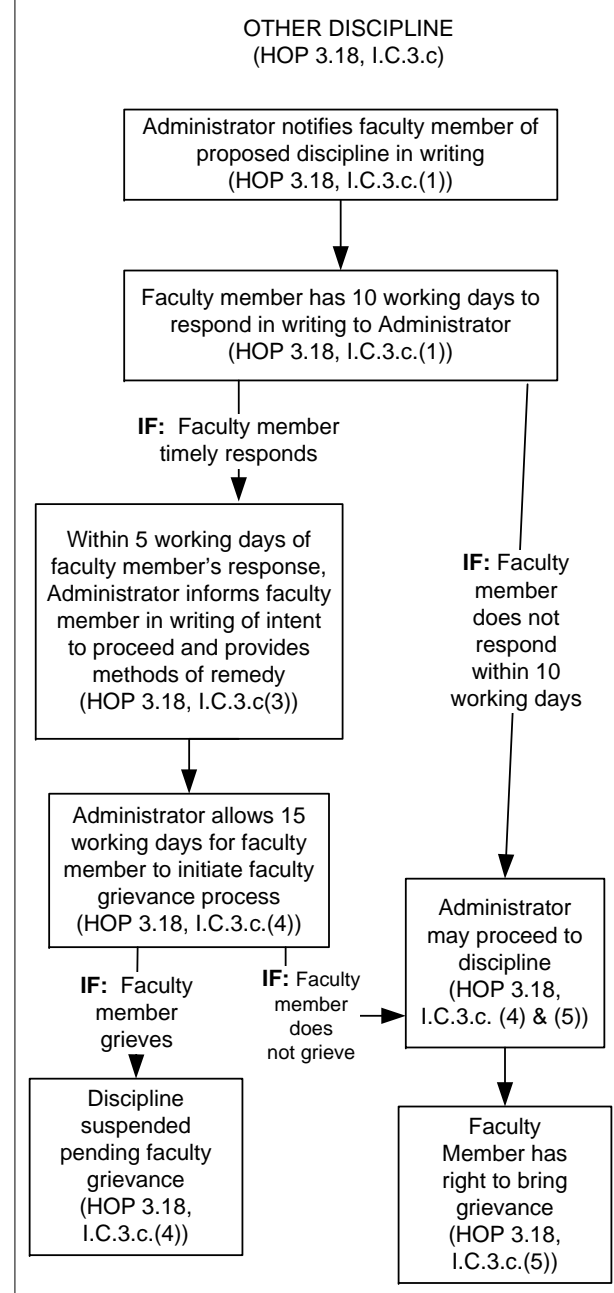 OTHER DISCIPLINE
(HOP 3.18, I.C.3.c)
Administrator notifies faculty member of
proposed discipline in writing
(HOP 3.18, I.C.3.c.(1))
Faculty member has 10 working days to
respond in writing to Administrator
(HOP 3.18, I.C.3.c.(1))
IF: Faculty member
timely responds
Within 5 working days of
faculty member's response,
Administrator informs faculty
member in writing of intent
to proceed and provides
methods of remedy
(HOP 3.18, I.C.3.c(3))
IF: Faculty
member
does not
respond
within 10
working days
Administrator allows 15
working days for faculty
member to initiate faculty
grievance process
(HOP 3.18, I.C.3.c.(4))
IF: Faculty
member
grieves
IF: Faculty
member
does
not grieve
Administrator
may proceed to
discipline
(HOP 3.18,
I.C.3.c. (4) & (5))
Discipline
suspended
pending faculty
grievance
(HOP 3.18,
I.C.3.c.(4))
Faculty
Member has
right to bring
grievance
(HOP 3.18,
I.C.3.c.(5))